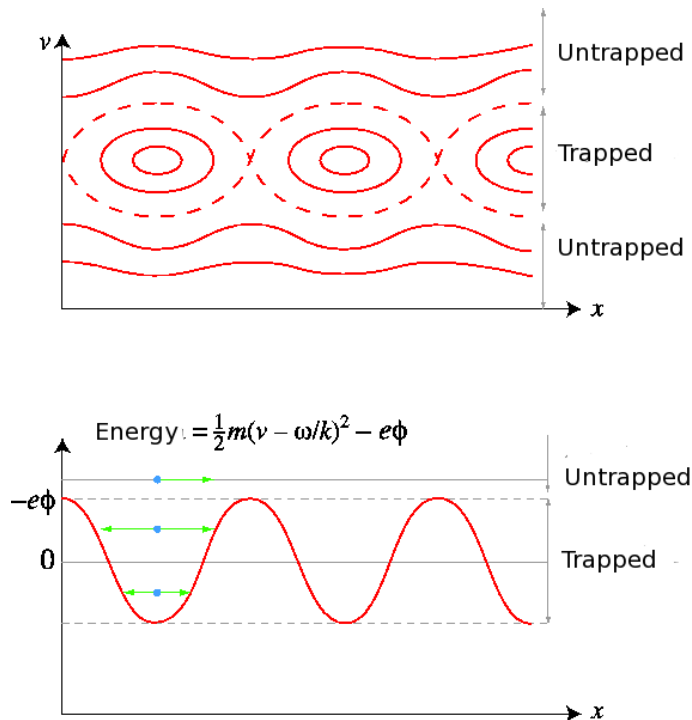 v
Untrapped
Trapped
Untrapped
x
Energy = ½m(v − ω/k)² − eϕ
Untrapped
−eϕ
0
Trapped
x